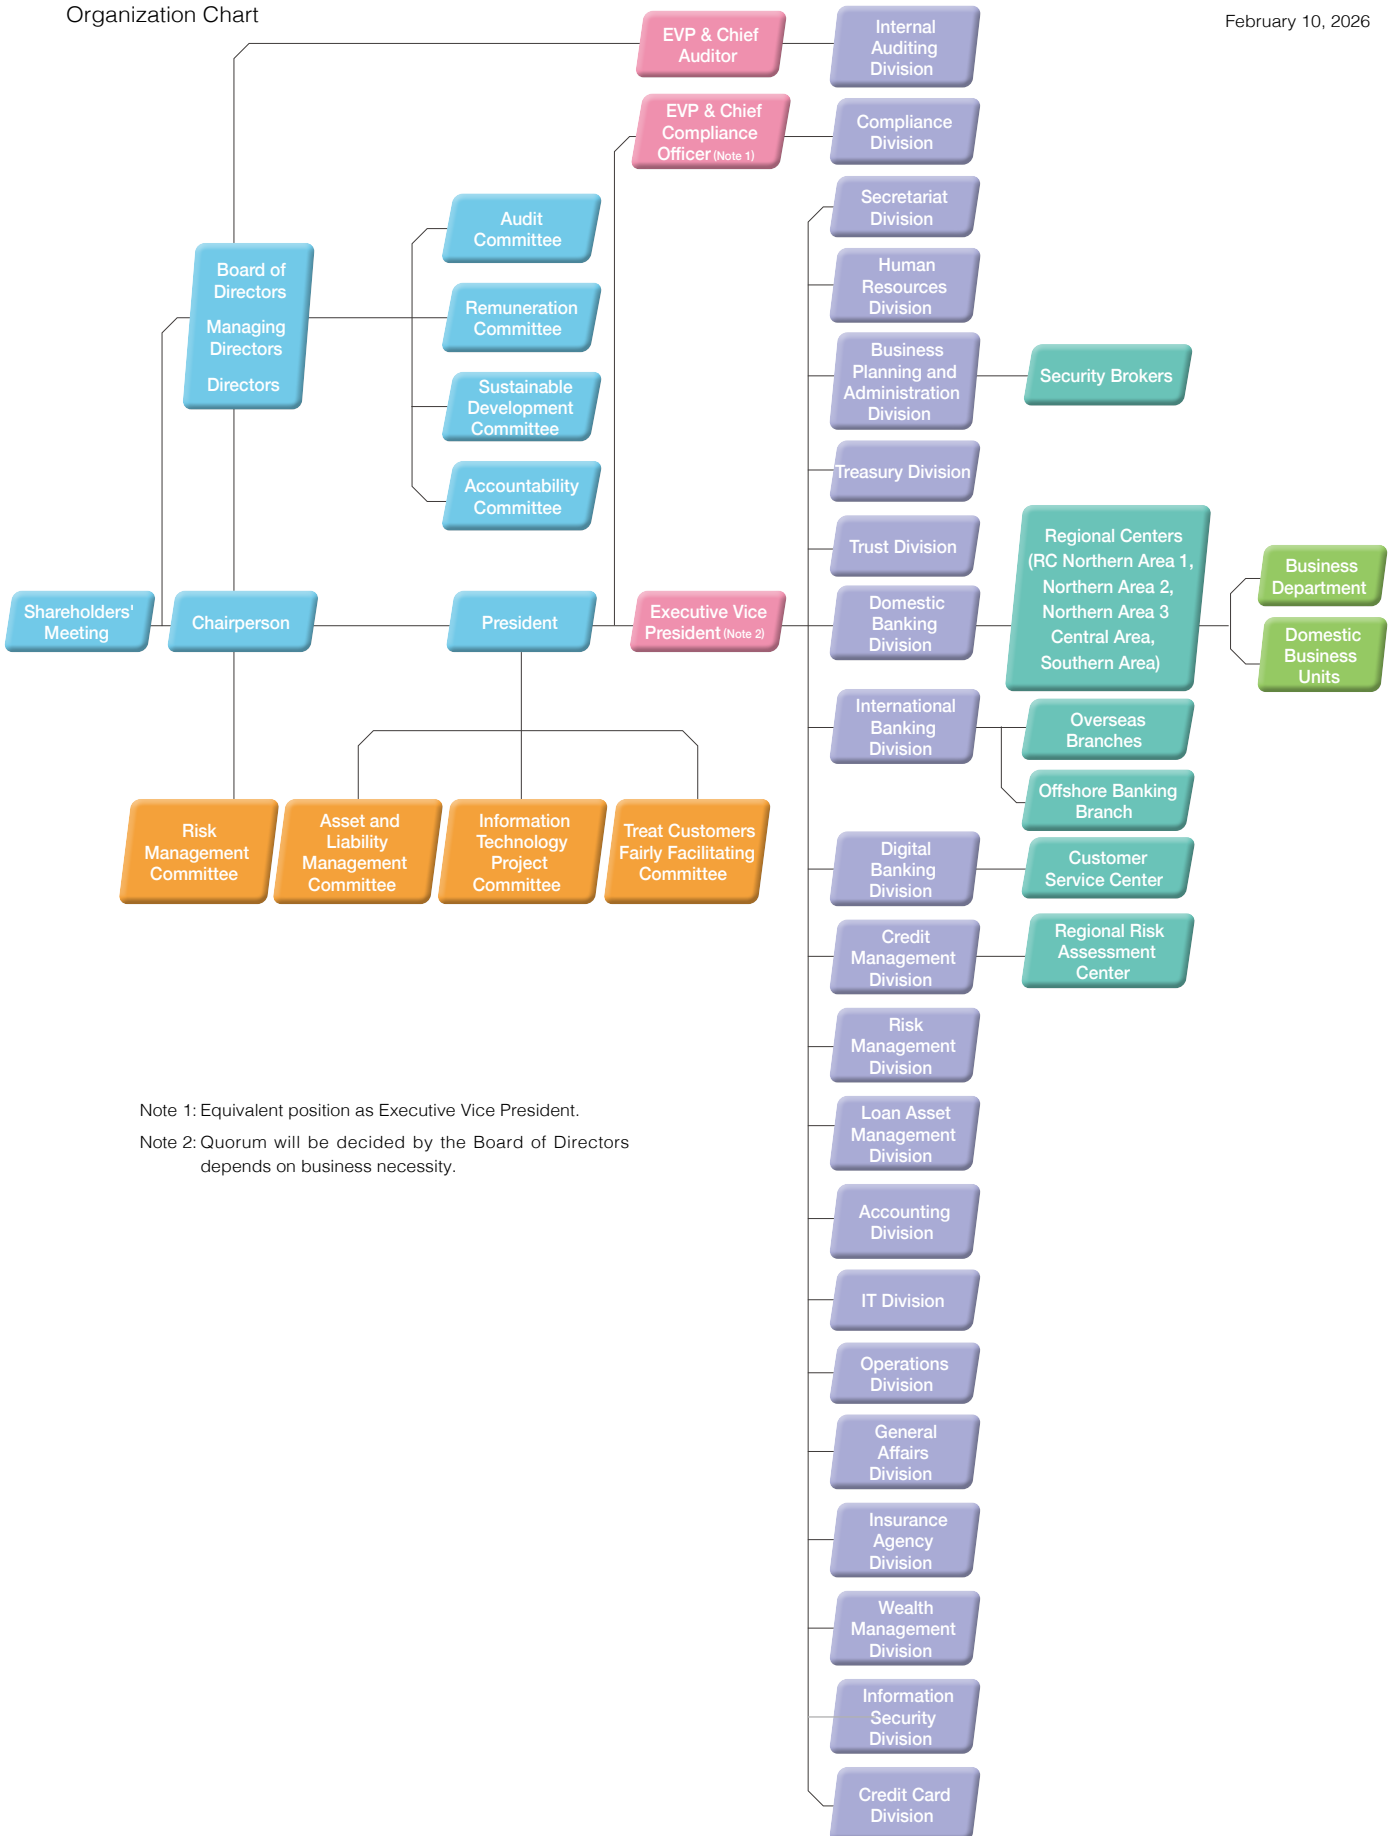 Organization Chart
February 10, 2026
EVP & Chief
Auditor
Internal
Auditing
Division
EVP & Chief
Compliance
Officer (Note 1)
Compliance
Division
Secretariat
Division
Audit
Committee
Human
Resources
Division
Board of
Directors
Managing
Directors
Directors
Remuneration
Committee
Business
Planning and
Administration
Division
Security Brokers
Sustainable
Development
Committee
Treasury Division
Accountability
Committee
Trust Division
Regional Centers
(RC Northern Area 1,
Northern Area 2,
Northern Area 3
Central Area,
Southern Area)
Business
Department
Shareholders'
Meeting
Chairperson
President
Executive Vice
President (Note 2)
Domestic
Banking
Division
Domestic
Business
Units
International
Banking
Division
Overseas
Branches
Offshore Banking
Branch
Risk
Management
Committee
Asset and
Liability
Management
Committee
Information
Technology
Project
Committee
Treat Customers
Fairly Facilitating
Committee
Digital
Banking
Division
Customer
Service Center
Credit
Management
Division
Regional Risk
Assessment
Center
Risk
Management
Division
Note 1: Equivalent position as Executive Vice President.
Note 2: Quorum will be decided by the Board of Directors
depends on business necessity.
Loan Asset
Management
Division
Accounting
Division
IT Division
Operations
Division
General
Affairs
Division
Insurance
Agency
Division
Wealth
Management
Division
Information
Security
Division
Credit Card
Division